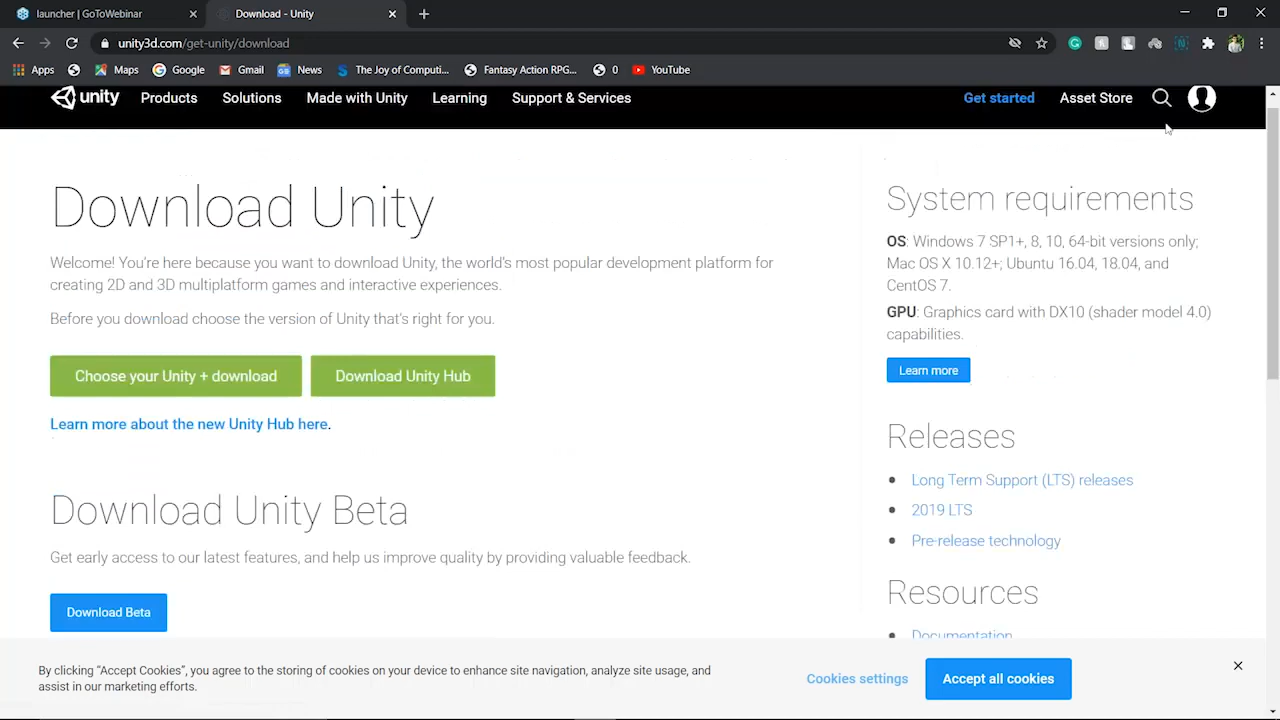 launcher | GoToWebinar
Download - Unity
unity3d.com/get-unity/download
Apps
Maps
Google
Gmail
News
The Joy of Computi...
Fantasy Action RPG...
0
YouTube
unity
Products
Solutions
Made with Unity
Learning
Support & Services
Get started
Asset Store
Download Unity
Welcome! You're here because you want to download Unity, the world's most popular development platform for
creating 2D and 3D multiplatform games and interactive experiences.
Before you download choose the version of Unity that's right for you.
Choose your Unity + download
Download Unity Hub
Learn more about the new Unity Hub here.
Download Unity Beta
Get early access to our latest features, and help us improve quality by providing valuable feedback.
Download Beta
System requirements
OS: Windows 7 SP1+, 8, 10, 64-bit versions only;
Mac OS X 10.12+; Ubuntu 16.04, 18.04, and
CentOS 7.
GPU: Graphics card with DX10 (shader model 4.0)
capabilities.
Learn more
Releases
Long Term Support (LTS) releases
2019 LTS
Pre-release technology
Resources
Documentation
By clicking “Accept Cookies”, you agree to the storing of cookies on your device to enhance site navigation, analyze site usage, and
assist in our marketing efforts.
Cookies settings
Accept all cookies